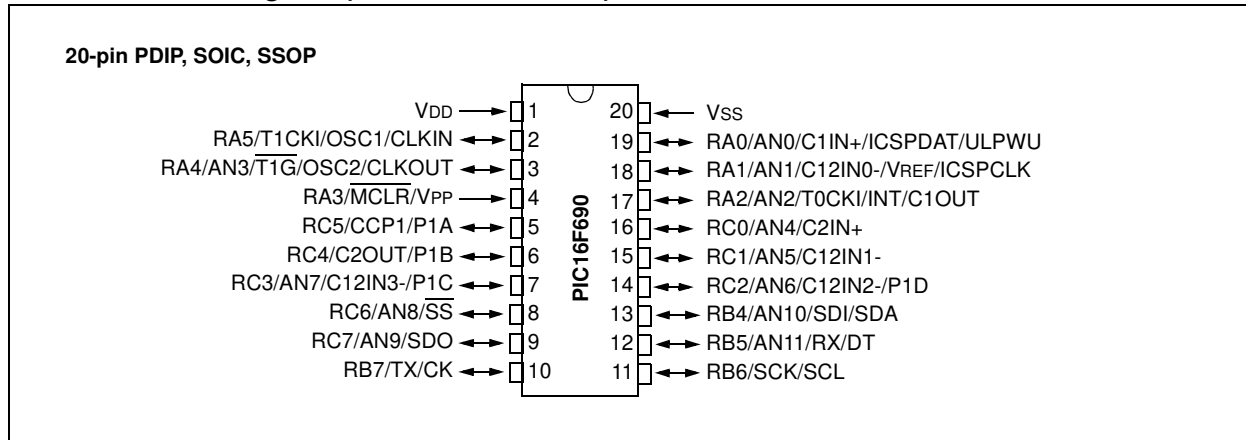 20-pin PDIP, SOIC, SSOP
VDD 1 20 VSS
RA5/T1CKI/OSC1/CLKIN 2 19 RA0/AN0/C1IN+/ICSPDAT/ULPWU
RA4/AN3/T1G/OSC2/CLKOUT 3 18 RA1/AN1/C12IN0-/VREF/ICSPCLK
RA3/MCLR/VPP 4 17 RA2/AN2/T0CKI/INT/C1OUT
RC5/CCP1/P1A 5 16 RC0/AN4/C2IN+
RC4/C2OUT/P1B 6 15 RC1/AN5/C12IN1-
RC3/AN7/C12IN3-/P1C 7 14 RC2/AN6/C12IN2-/P1D
RC6/AN8/SS 8 13 RB4/AN10/SDI/SDA
RC7/AN9/SDO 9 12 RB5/AN11/RX/DT
RB7/TX/CK 10 11 RB6/SCK/SCL
PIC16F690